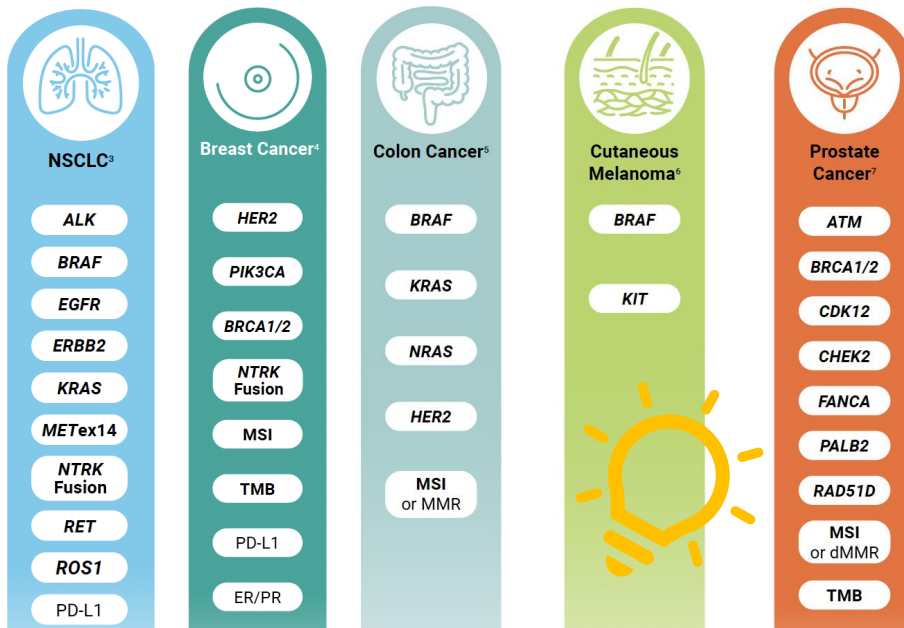 NSCLC³
ALK
BRAF
EGFR
ERBB2
KRAS
METex14
NTRK
Fusion
RET
ROS1
PD-L1
Breast Cancer⁴
HER2
PIK3CA
BRCA1/2
NTRK
Fusion
MSI
TMB
PD-L1
ER/PR
Colon Cancer⁵
BRAF
KRAS
NRAS
HER2
MSI
or MMR
Cutaneous
Melanoma⁶
BRAF
KIT
Prostate
Cancer⁷
ATM
BRCA1/2
CDK12
CHEK2
FANCA
PALB2
RAD51D
MSI
or dMMR
TMB